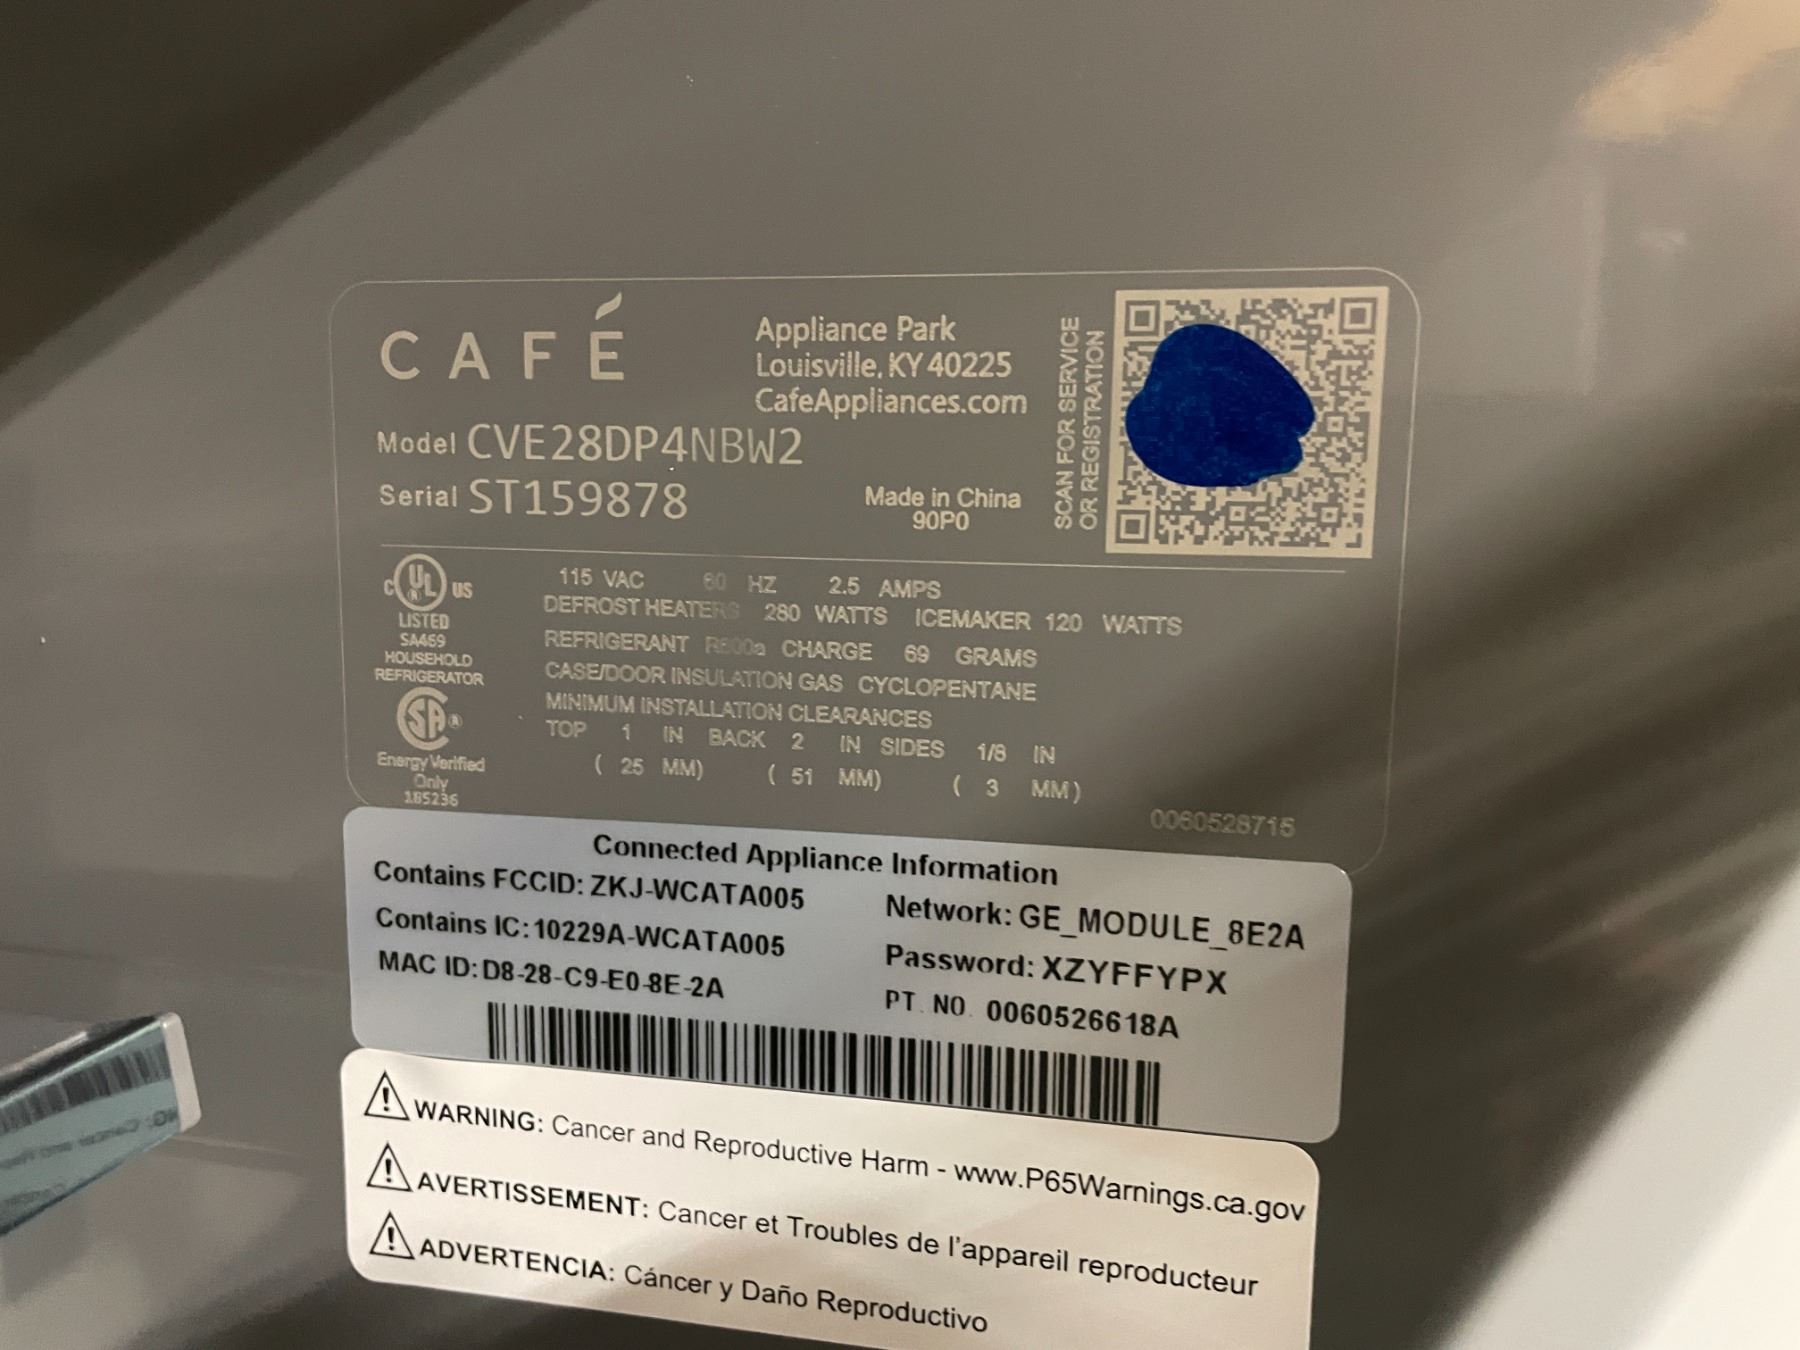 CAFÉ
Appliance Park
Louisville, KY 40225
CafeAppliances.com
Model CVE28DP4NBW2
Serial ST159878
Made in China
90P0
SCAN FOR SERVICE
OR REGISTRATION
C UL US
LISTED
SA469
HOUSEHOLD
REFRIGERATOR
SA
Energy Verified
Only
185236
115 VAC 60 HZ 2.5 AMPS
DEFROST HEATERS 280 WATTS ICEMAKER 120 WATTS
REFRIGERANT R600a CHARGE 69 GRAMS
CASE/DOOR INSULATION GAS CYCLOPENTANE
MINIMUM INSTALLATION CLEARANCES
TOP 1 IN BACK 2 IN SIDES 1/8 IN
( 25 MM) ( 51 MM) ( 3 MM)
0060528715
Connected Appliance Information
Contains FCCID: ZKJ-WCATA005
Contains IC: 10229A-WCATA005
MAC ID: D8-28-C9-E0-8E-2A
Network: GE_MODULE_8E2A
Password: XZYFFYPX
PT. NO. 0060526618A
WARNING: Cancer and Reproductive Harm - www.P65Warnings.ca.gov
AVERTISSEMENT: Cancer et Troubles de l'appareil reproducteur
ADVERTENCIA: Cáncer y Daño Reproductivo